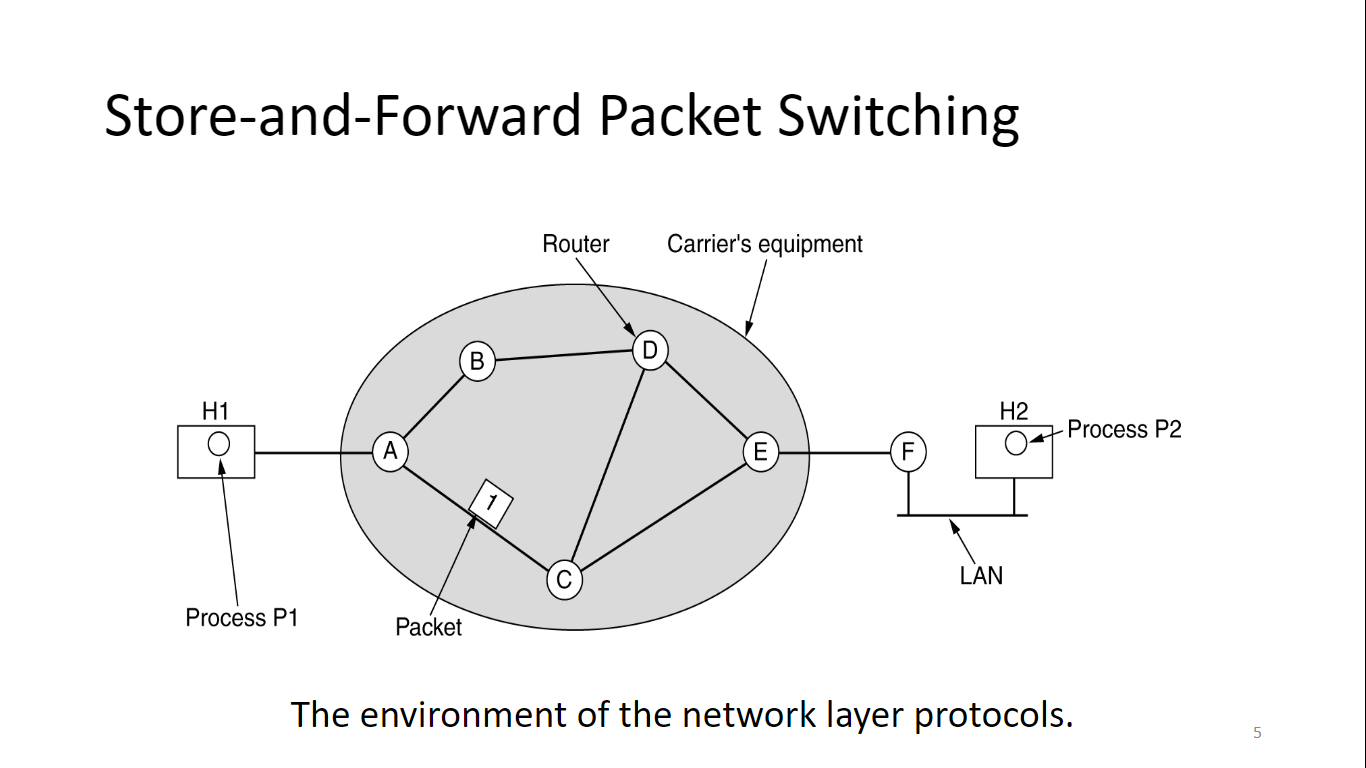 Store-and-Forward Packet Switching
Router
Carrier's equipment
B
D
H1
H2
Process P2
A
E
F
1
C
LAN
Process P1
Packet
The environment of the network layer protocols.
5